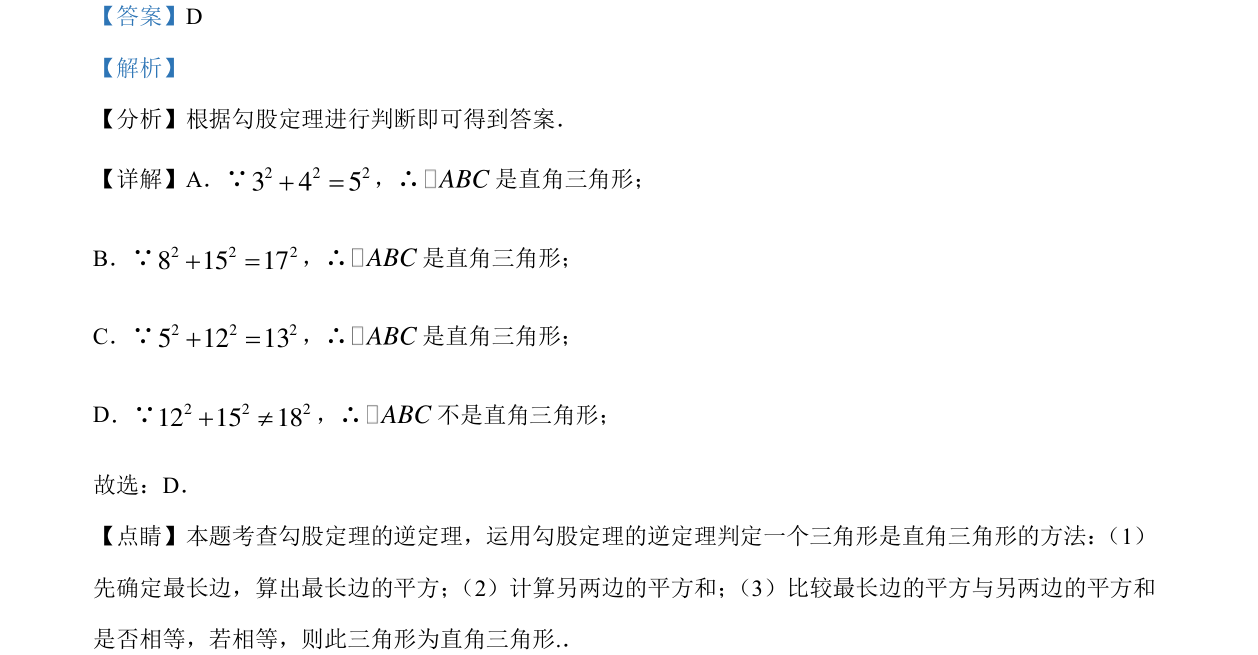 【答案】D
【解析】
【分析】根据勾股定理进行判断即可得到答案．
【详解】A．∵3²+4²=5²，∴□ABC是直角三角形；
B．∵8²+15²=17²，∴□ABC是直角三角形；
C．∵5²+12²=13²，∴□ABC是直角三角形；
D．∵12²+15²≠18²，∴□ABC不是直角三角形；
故选：D．
【点睛】本题考查勾股定理的逆定理，运用勾股定理的逆定理判定一个三角形是直角三角形的方法：（1）
先确定最长边，算出最长边的平方；（2）计算另两边的平方和；（3）比较最长边的平方与另两边的平方和
是否相等，若相等，则此三角形为直角三角形.．